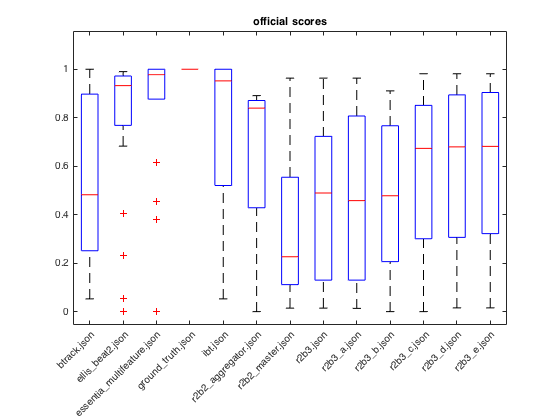 official scores
1
0.8
0.6
0.4
0.2
0
btrack.json
ellis_beat2.json
essentia_multifeature.json
ground_truth.json
ibt.json
r2b2_aggregator.json
r2b2_master.json
r2b3.json
r2b3_a.json
r2b3_b.json
r2b3_c.json
r2b3_d.json
r2b3_e.json